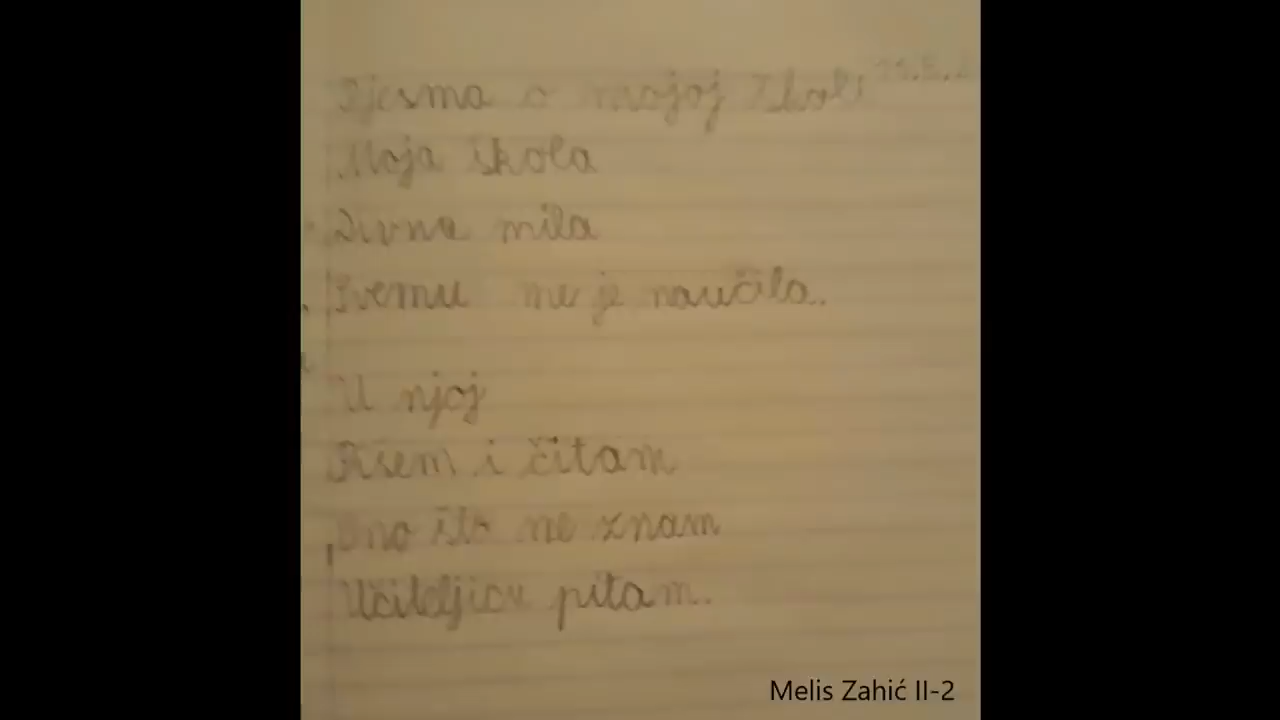 Pjesma o mojoj školi
Moja škola
Divna mila
Svemu me je naučila.
U njoj
Pišem i čitam
Ono što ne znam
Učiteljicu pitam.
Melis Zahić II-2